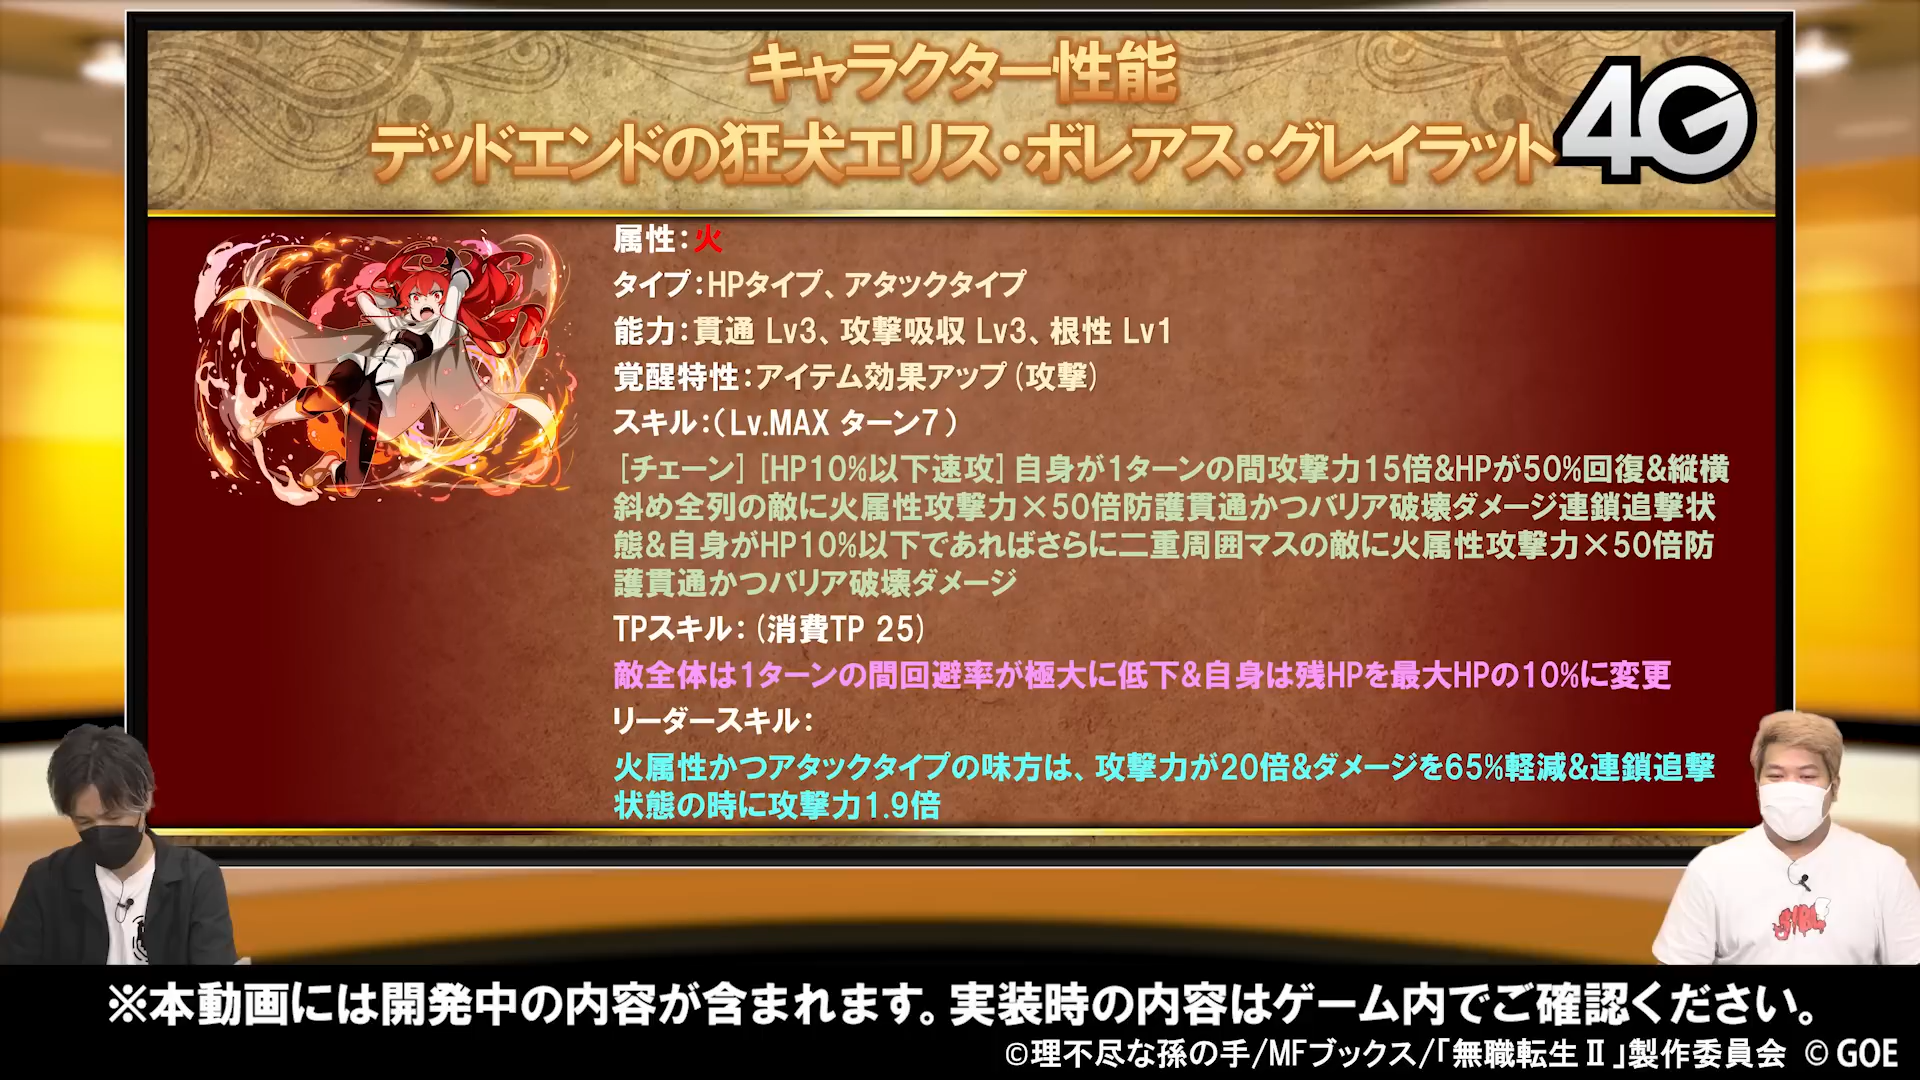 キャラクター性能
デッドエンドの狂犬エリス・ボレアス・グレイラット
4G
属性：火
タイプ：HPタイプ、アタックタイプ
能力：貫通 Lv3、攻撃吸収 Lv3、根性 Lv1
覚醒特性：アイテム効果アップ（攻撃）
スキル：（Lv.MAX ターン7）
［チェーン］［HP10%以下速攻］自身が1ターンの間攻撃力15倍&HPが50%回復&縦横
斜め全列の敵に火属性攻撃力×50倍防護貫通かつバリア破壊ダメージ連鎖追撃状
態&自身がHP10%以下であればさらに二重周囲マスの敵に火属性攻撃力×50倍防
護貫通かつバリア破壊ダメージ
TPスキル：（消費TP 25）
敵全体は1ターンの間回避率が極大に低下&自身は残HPを最大HPの10%に変更
リーダースキル：
火属性かつアタックタイプの味方は、攻撃力が20倍&ダメージを65%軽減&連鎖追撃
状態の時に攻撃力1.9倍
※本動画には開発中の内容が含まれます。実装時の内容はゲーム内でご確認ください。
©理不尽な孫の手/MFブックス/「無職転生Ⅱ」製作委員会 © GOE